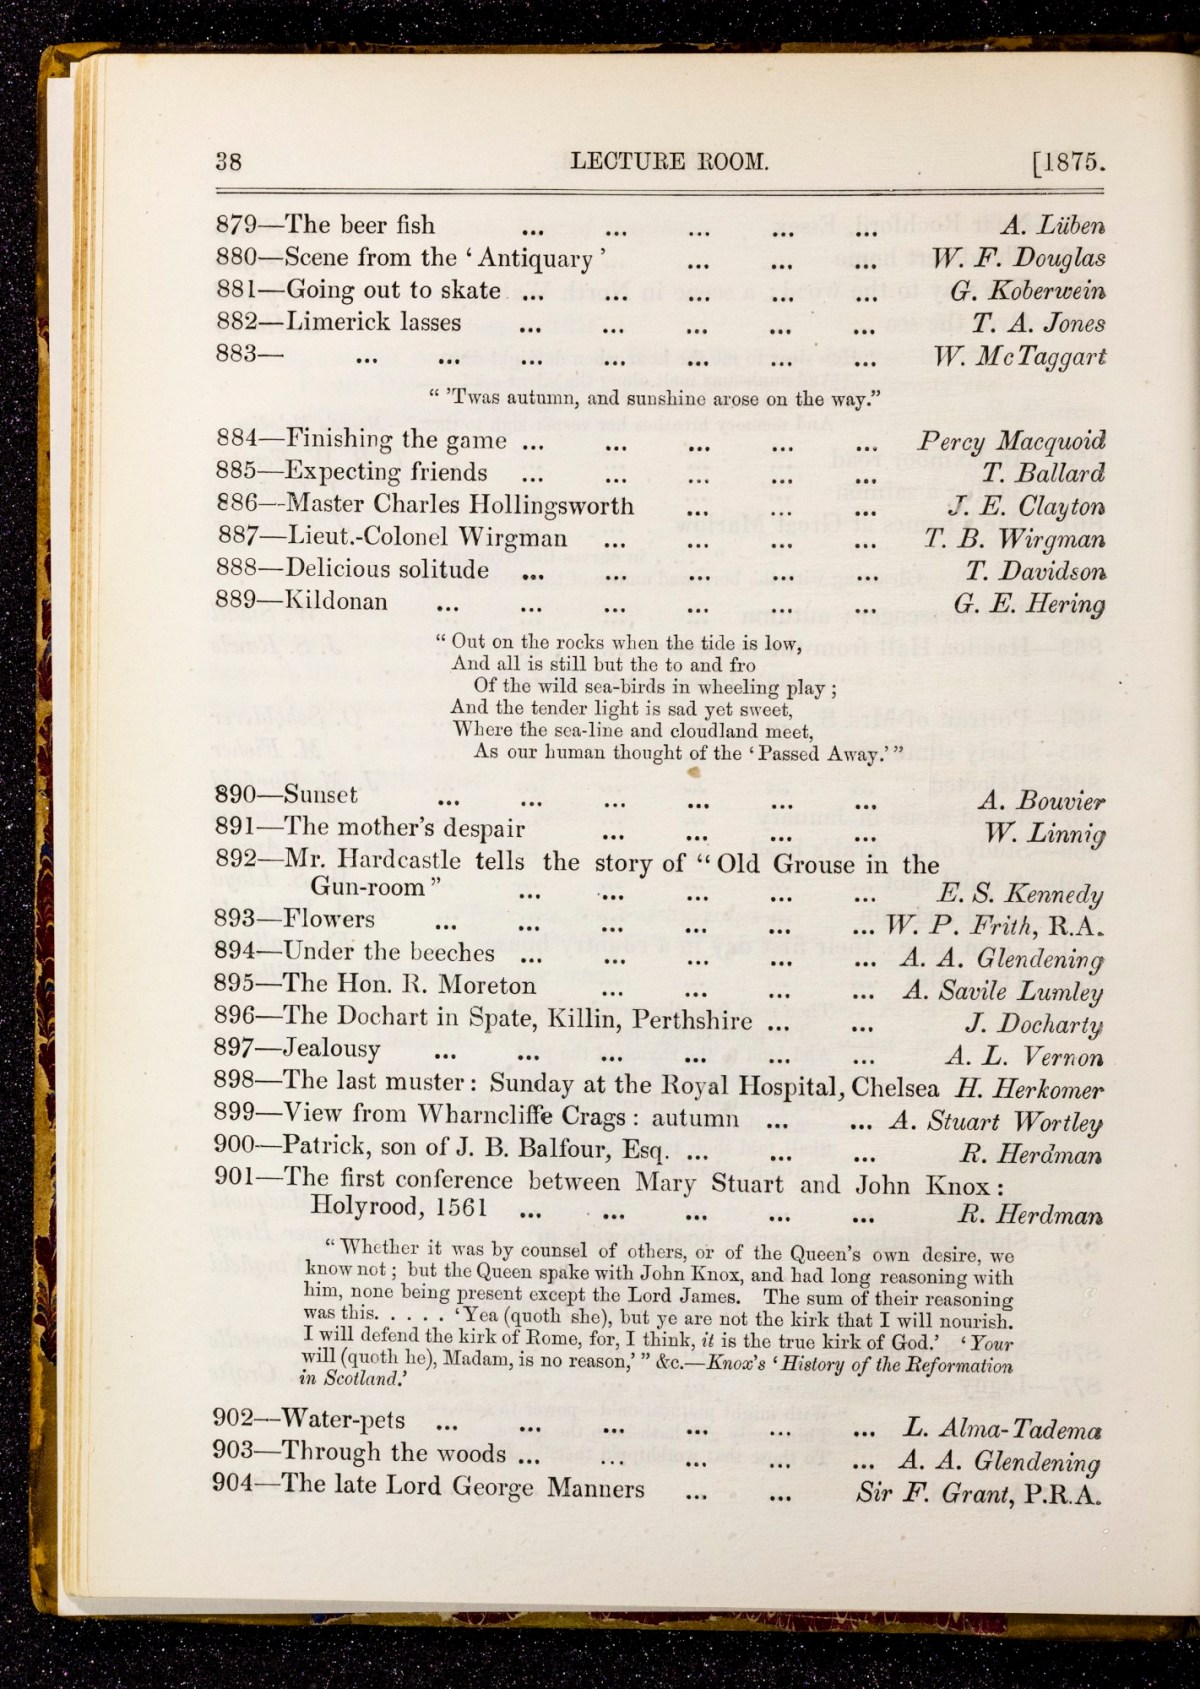 38 LECTURE ROOM. [1875.
879—The beer fish ... ... ... ... ... A. Lüben
880—Scene from the ‘ Antiquary ’ ... ... ... W. F. Douglas
881—Going out to skate ... ... ... ... ... G. Koberwein
882—Limerick lasses ... ... ... ... ... T. A. Jones
883— ... ... ... ... ... ... ... W. McTaggart
“ ’Twas autumn, and sunshine arose on the way.”
884—Finishing the game ... ... ... ... ... Percy Macquoid
885—Expecting friends ... ... ... ... ... T. Ballard
886—Master Charles Hollingsworth ... ... ... J. E. Clayton
887—Lieut.-Colonel Wirgman ... ... ... ... T. B. Wirgman
888—Delicious solitude ... ... ... ... ... T. Davidson
889—Kildonan ... ... ... ... ... ... G. E. Hering
“ Out on the rocks when the tide is low,
And all is still but the to and fro
Of the wild sea-birds in wheeling play ;
And the tender light is sad yet sweet,
Where the sea-line and cloudland meet,
As our human thought of the ‘ Passed Away.’ ”
890—Sunset ... ... ... ... ... ... A. Bouvier
891—The mother’s despair ... ... ... ... W. Linnig
892—Mr. Hardcastle tells the story of “ Old Grouse in the
Gun-room ” ... ... ... ... ... E. S. Kennedy
893—Flowers ... ... ... ... ... ... W. P. Frith, R.A.
894—Under the beeches ... ... ... ... ... A. A. Glendening
895—The Hon. R. Moreton ... ... ... ... A. Savile Lumley
896—The Dochart in Spate, Killin, Perthshire ... ... J. Docharty
897—Jealousy ... ... ... ... ... ... A. L. Vernon
898—The last muster : Sunday at the Royal Hospital, Chelsea H. Herkomer
899—View from Wharncliffe Crags : autumn ... ... A. Stuart Wortley
900—Patrick, son of J. B. Balfour, Esq. ... ... ... R. Herdman
901—The first conference between Mary Stuart and John Knox :
Holyrood, 1561 ... ... ... ... ... R. Herdman
“ Whether it was by counsel of others, or of the Queen’s own desire, we
know not ; but the Queen spake with John Knox, and had long reasoning with
him, none being present except the Lord James. The sum of their reasoning
was this. . . . . . ‘ Yea (quoth she), but ye are not the kirk that I will nourish.
I will defend the kirk of Rome, for, I think, it is the true kirk of God.’ ‘ Your
will (quoth he), Madam, is no reason,’ ” &c.—Knox’s ‘ History of the Reformation
in Scotland.’
902—Water-pets ... ... ... ... ... ... L. Alma-Tadema
903—Through the woods ... ... ... ... ... A. A. Glendening
904—The late Lord George Manners ... ... Sir F. Grant, P.R.A.